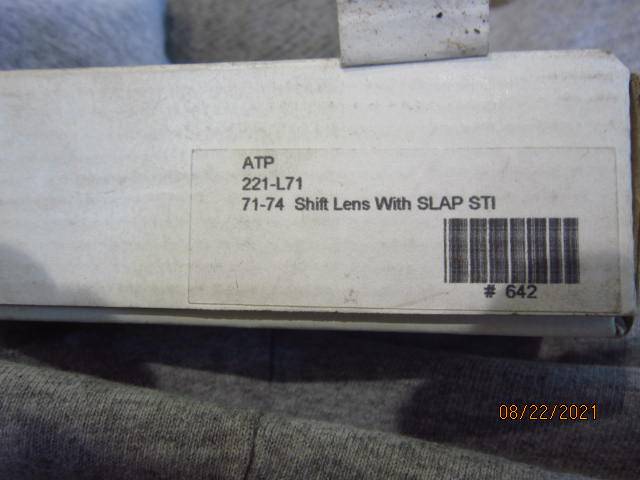 ATP
221-L71
71-74 Shift Lens With SLAP STI
# 642
08/22/2021